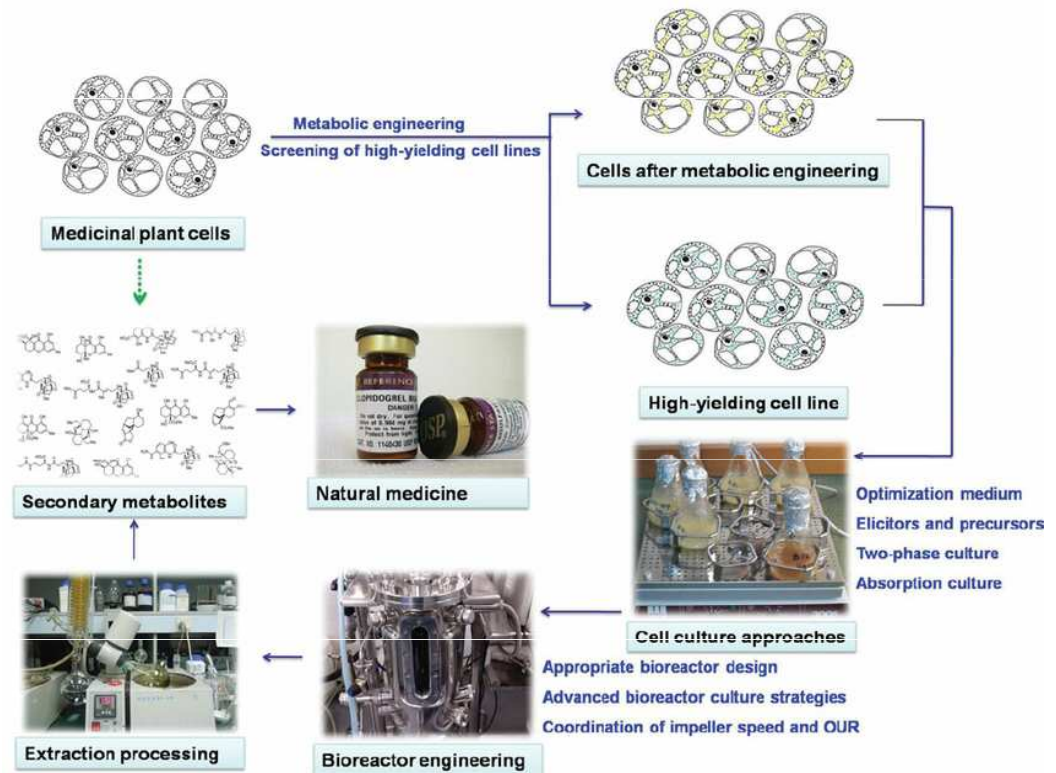 Metabolic engineering
Screening of high-yielding cell lines
Medicinal plant cells
Cells after metabolic engineering
High-yielding cell line
REFERENCE
CLOPIDOGREL
DANGER
USP
Secondary metabolites
Natural medicine
Optimization medium
Elicitors and precursors
Two-phase culture
Absorption culture
Cell culture approaches
Appropriate bioreactor design
Advanced bioreactor culture strategies
Coordination of impeller speed and OUR
Extraction processing
Bioreactor engineering